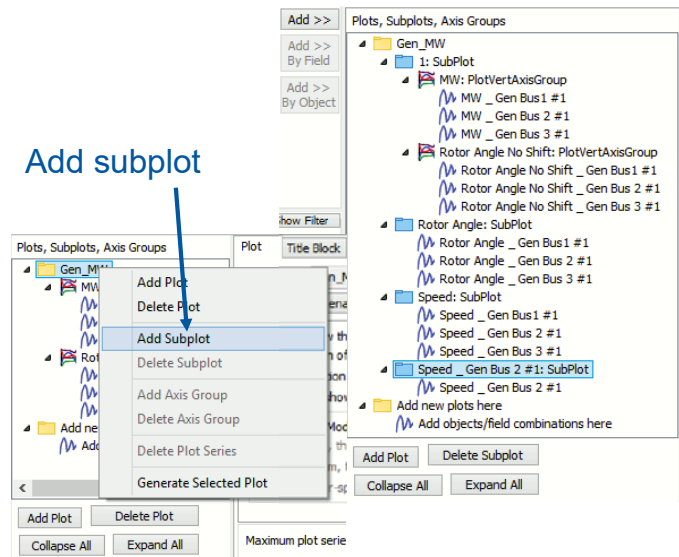 Add >>
Add >>
By Field
Add >>
By Object
Show Filter
Plots, Subplots, Axis Groups
Gen_MW
1: SubPlot
MW: PlotVertAxisGroup
MW _ Gen Bus1 #1
MW _ Gen Bus 2 #1
MW _ Gen Bus 3 #1
Rotor Angle No Shift: PlotVertAxisGroup
Rotor Angle No Shift _ Gen Bus1 #1
Rotor Angle No Shift _ Gen Bus 2 #1
Rotor Angle No Shift _ Gen Bus 3 #1
Rotor Angle: SubPlot
Rotor Angle _ Gen Bus1 #1
Rotor Angle _ Gen Bus 2 #1
Rotor Angle _ Gen Bus 3 #1
Speed: SubPlot
Speed _ Gen Bus1 #1
Speed _ Gen Bus 2 #1
Speed _ Gen Bus 3 #1
Speed _ Gen Bus 2 #1: SubPlot
Speed _ Gen Bus 2 #1
Add new plots here
Add objects/field combinations here
Add Plot Delete Subplot
Collapse All Expand All
Add subplot
Plots, Subplots, Axis Groups
Plot Title Block
Gen_MW
MW
Rot
Add ne
Add
Add Plot
Delete Plot
Add Subplot
Delete Subplot
Add Axis Group
Delete Axis Group
Delete Plot Series
Generate Selected Plot
Add Plot Delete Plot
Collapse All Expand All
Maximum plot serie